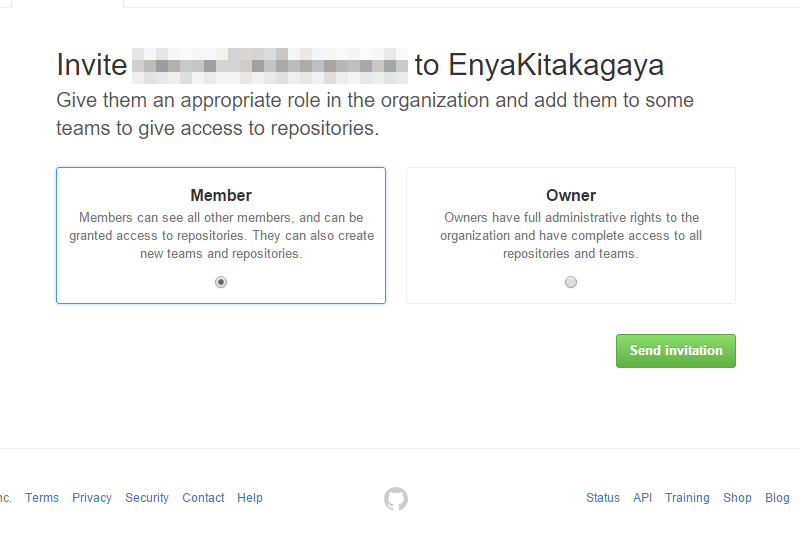 Invite to EnyaKitakagaya
Give them an appropriate role in the organization and add them to some
teams to give access to repositories.
Member
Members can see all other members, and can be
granted access to repositories. They can also create
new teams and repositories.
Owner
Owners have full administrative rights to the
organization and have complete access to all
repositories and teams.
Send invitation
Terms Privacy Security Contact Help
Status API Training Shop Blog